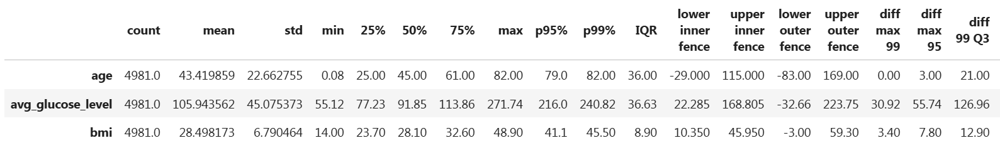 count mean std min 25% 50% 75% max p95% p99% IQR lower inner fence upper inner fence lower outer fence upper outer fence diff max 99 diff max 95 diff 99 Q3
age 4981.0 43.419859 22.662755 0.08 25.00 45.00 61.00 82.00 79.0 82.00 36.00 -29.000 115.000 -83.00 169.00 0.00 3.00 21.00
avg_glucose_level 4981.0 105.943562 45.075373 55.12 77.23 91.85 113.86 271.74 216.0 240.82 36.63 22.285 168.805 -32.66 223.75 30.92 55.74 126.96
bmi 4981.0 28.498173 6.790464 14.00 23.70 28.10 32.60 48.90 41.1 45.50 8.90 10.350 45.950 -3.00 59.30 3.40 7.80 12.90